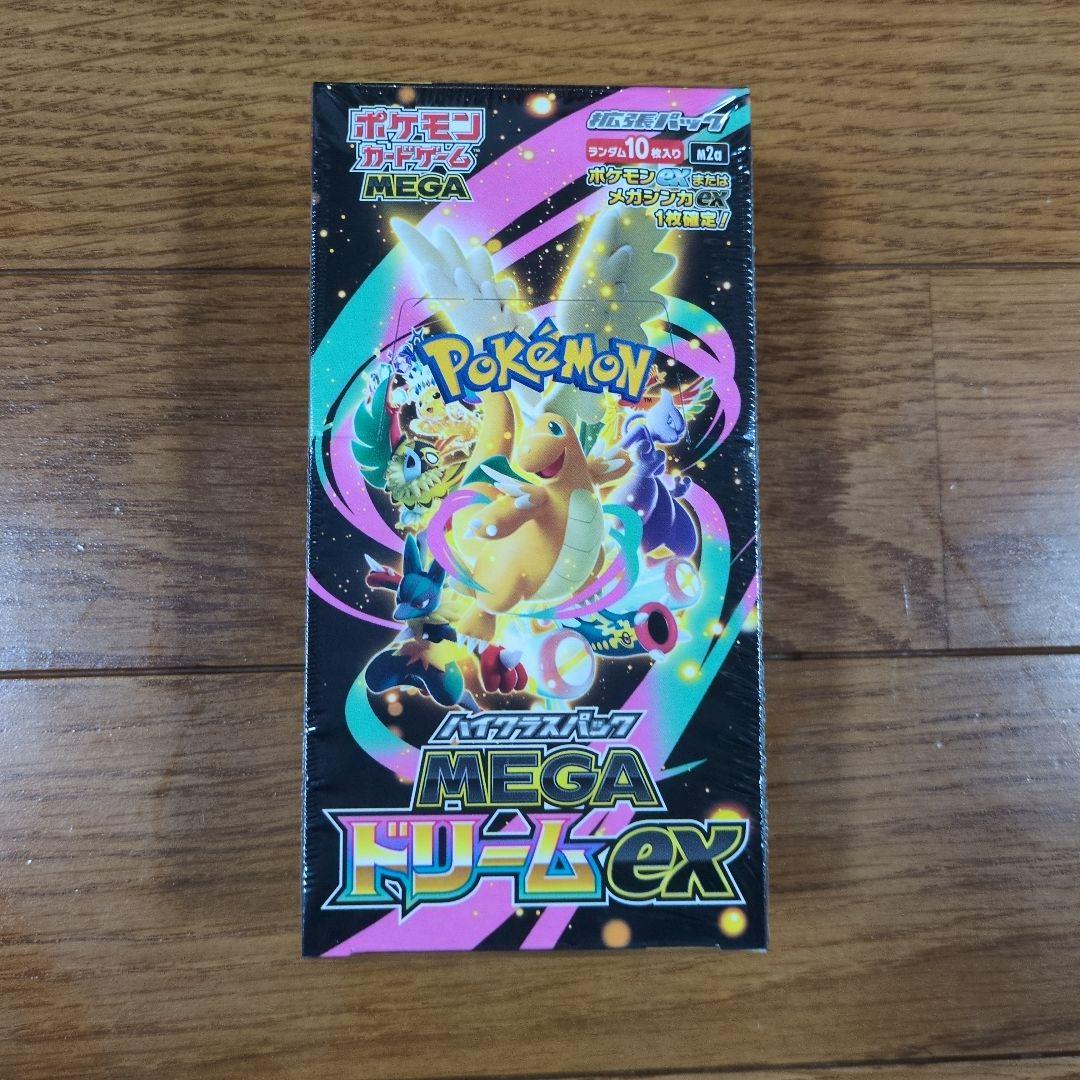 ポケモン
カードゲーム™
MEGA
拡張パック
ランダム10枚入り M2a
ポケモンexまたは
メガシンカex
1枚確定！
POKéMON™
ハイクラスパック
MEGA
ドリームex